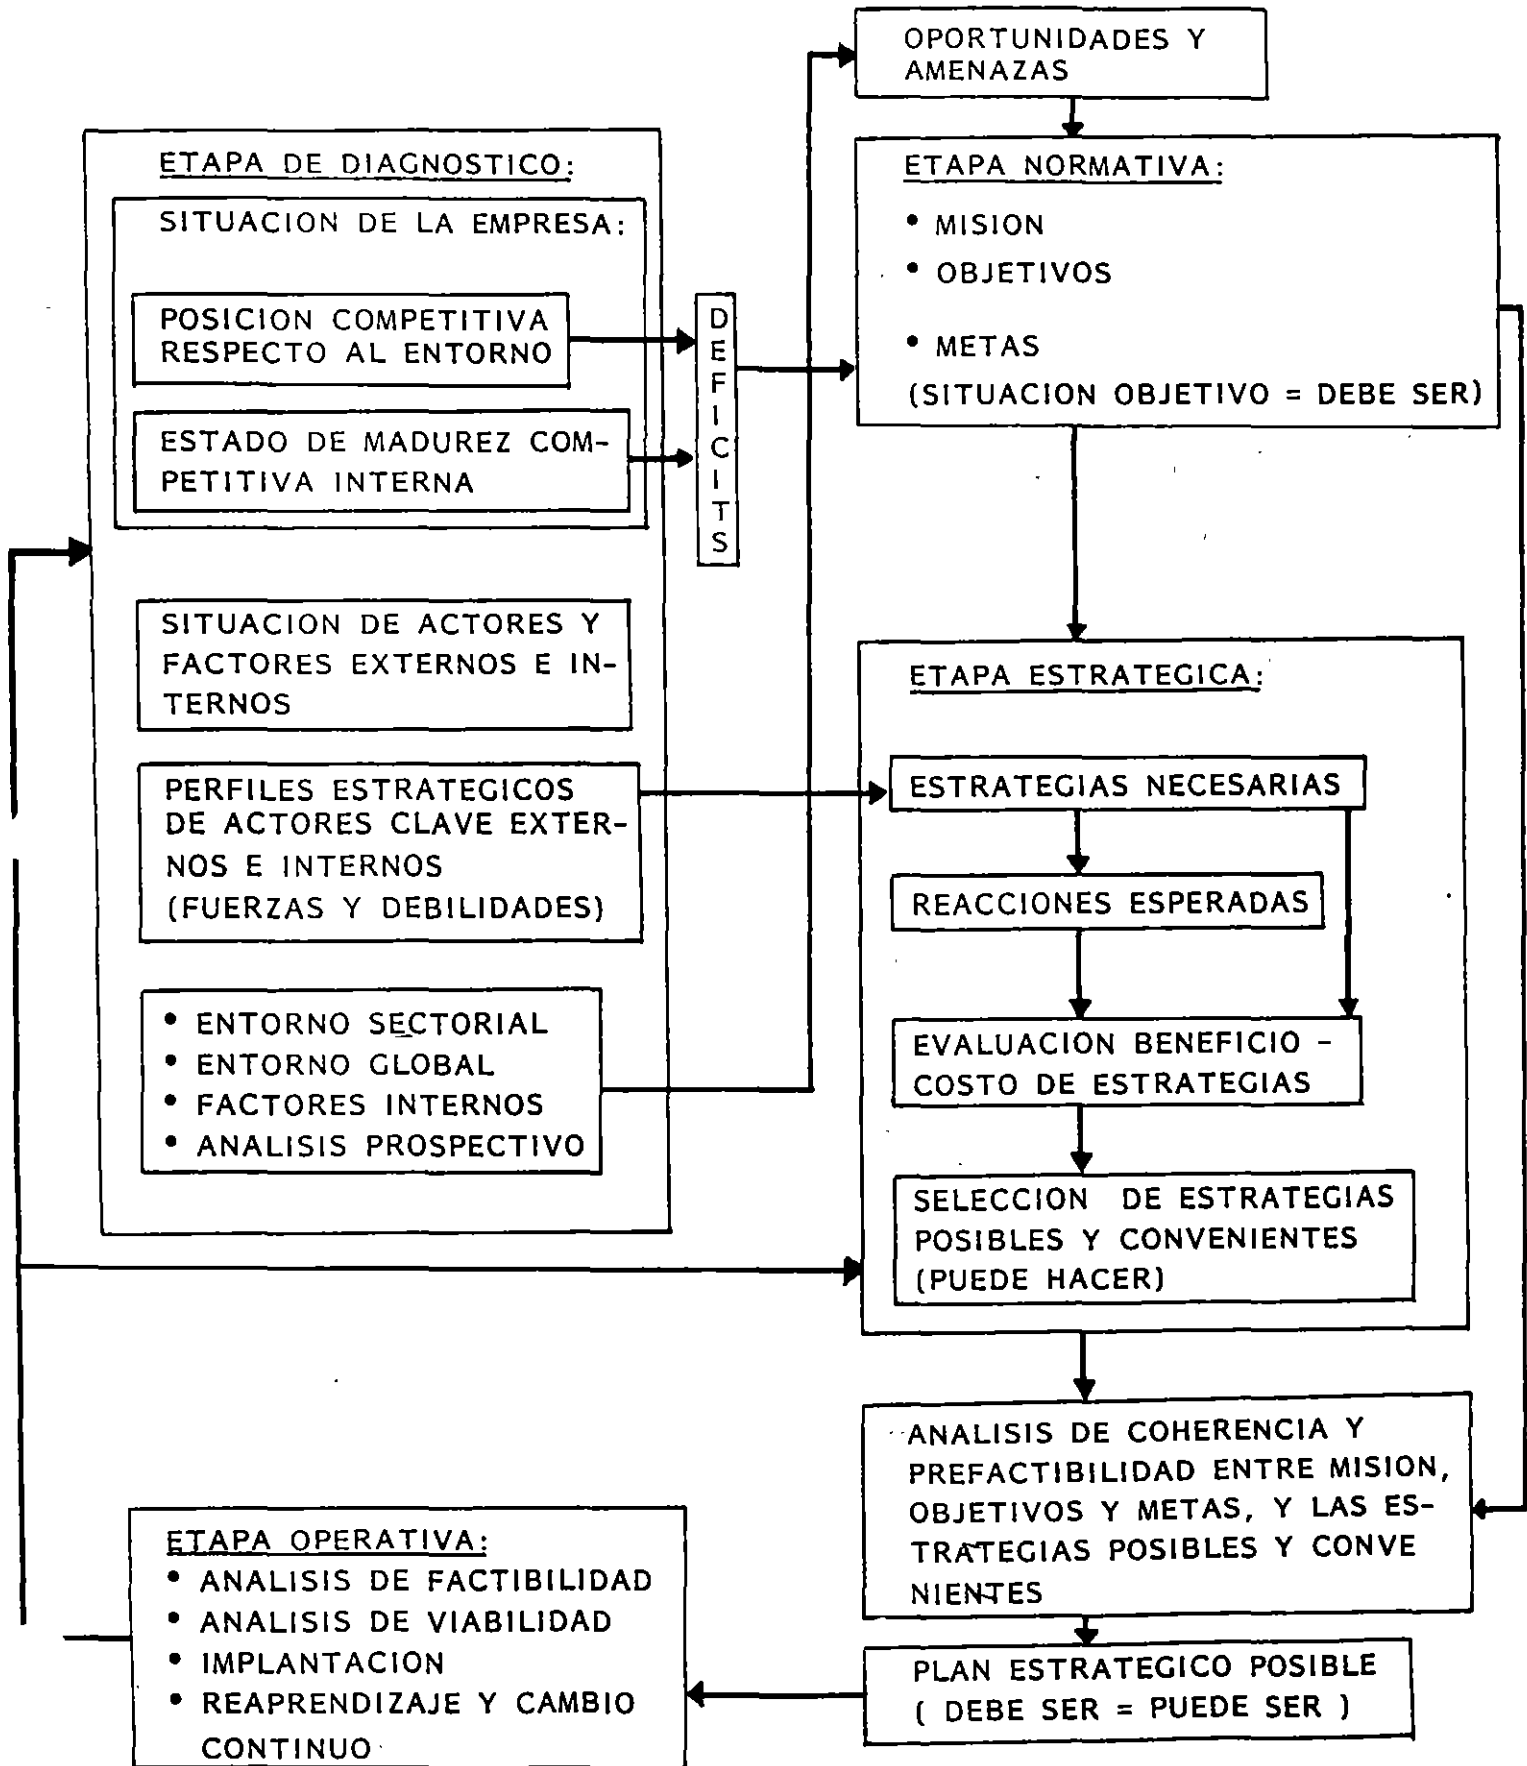 OPORTUNIDADES Y
AMENAZAS
ETAPA DE DIAGNOSTICO:
SITUACION DE LA EMPRESA:
POSICION COMPETITIVA
RESPECTO AL ENTORNO
ESTADO DE MADUREZ COM-
PETITIVA INTERNA
DEFICITS
SITUACION DE ACTORES Y
FACTORES EXTERNOS E IN-
TERNOS
PERFILES ESTRATEGICOS
DE ACTORES CLAVE EXTER-
NOS E INTERNOS
(FUERZAS Y DEBILIDADES)
• ENTORNO SECTORIAL
• ENTORNO GLOBAL
• FACTORES INTERNOS
• ANALISIS PROSPECTIVO
ETAPA NORMATIVA:
• MISION
• OBJETIVOS
• METAS
(SITUACION OBJETIVO = DEBE SER)
ETAPA ESTRATEGICA:
ESTRATEGIAS NECESARIAS
REACCIONES ESPERADAS
EVALUACION BENEFICIO -
COSTO DE ESTRATEGIAS
SELECCION DE ESTRATEGIAS
POSIBLES Y CONVENIENTES
(PUEDE HACER)
ANALISIS DE COHERENCIA Y
PREFACTIBILIDAD ENTRE MISION,
OBJETIVOS Y METAS, Y LAS ES-
TRATEGIAS POSIBLES Y CONVE
NIENTES
PLAN ESTRATEGICO POSIBLE
( DEBE SER = PUEDE SER )
ETAPA OPERATIVA:
• ANALISIS DE FACTIBILIDAD
• ANALISIS DE VIABILIDAD
• IMPLANTACION
• REAPRENDIZAJE Y CAMBIO
CONTINUO